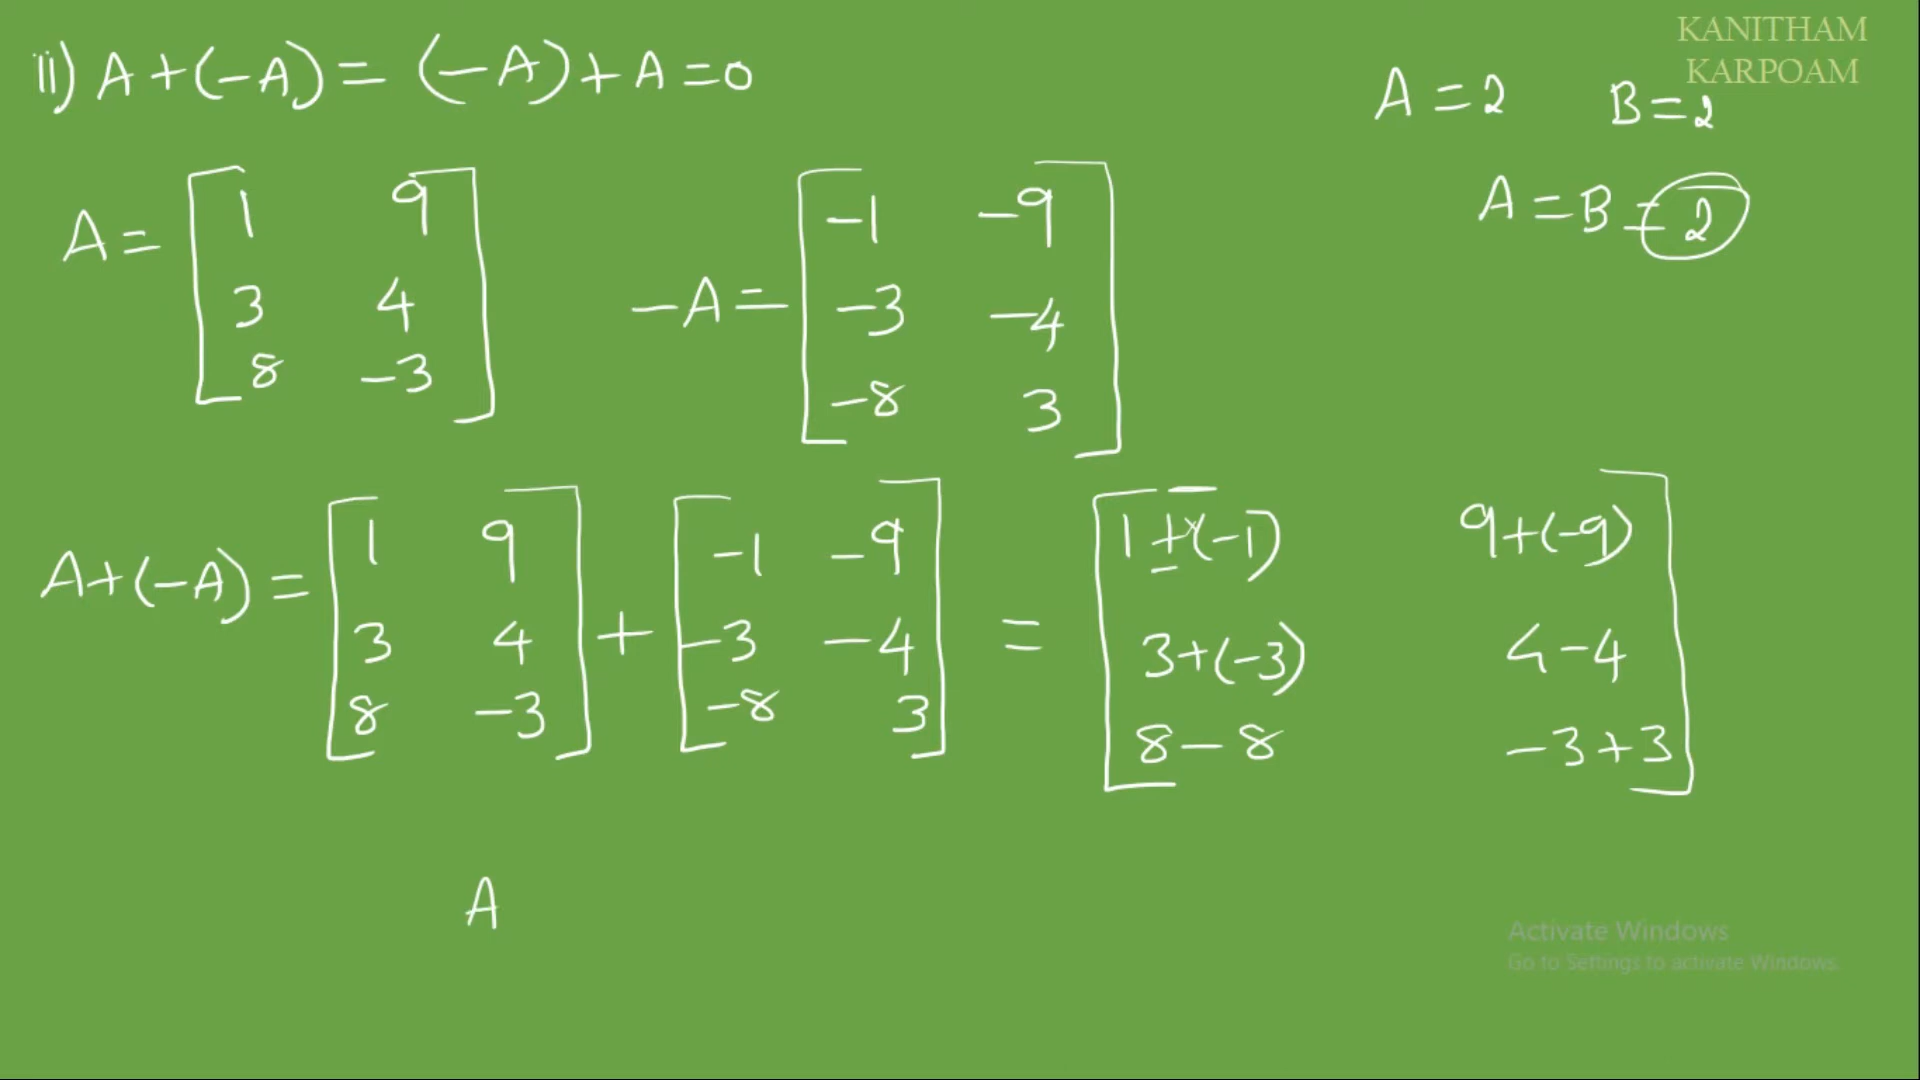 KANITHAM
KARPOAM
ii) A+(-A)= (-A)+A=0
A=2 B=2
A=B=2
A= [1 9
3 4
8 -3]
-A= [-1 -9
-3 -4
-8 3]
A+(-A)= [1 9
3 4
8 -3] + [-1 -9
-3 -4
-8 3] = [1+(-1) 9+(-9)
3+(-3) 4-4
8-8 -3+3]
A
Activate Windows
Go to Settings to activate Windows.